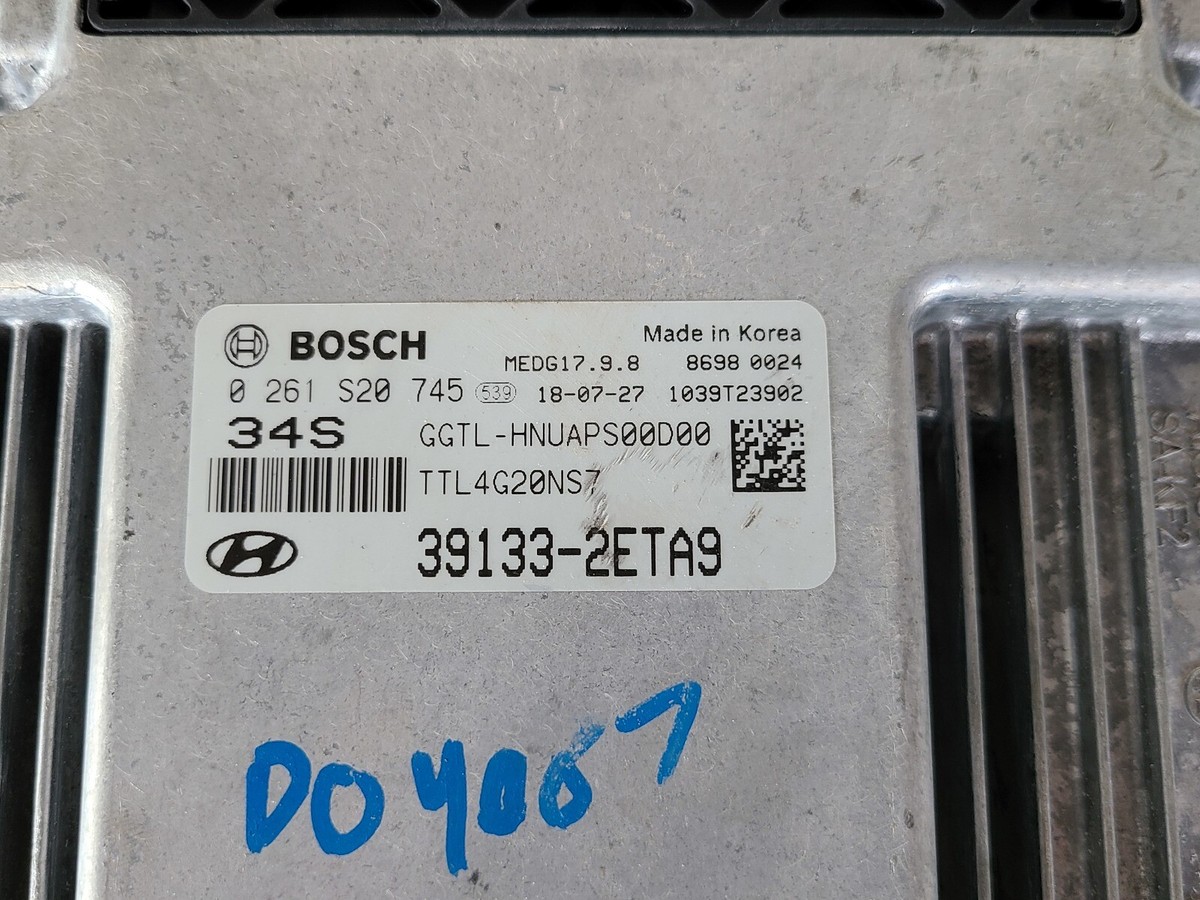 BOSCH
Made in Korea
MEDG17.9.8 8698 0024
0 261 S20 745 539 18-07-27 1039T23902
34S GGTL-HNUAPS00D00
TTL4G20NS7
39133-2ETA9
DO4067